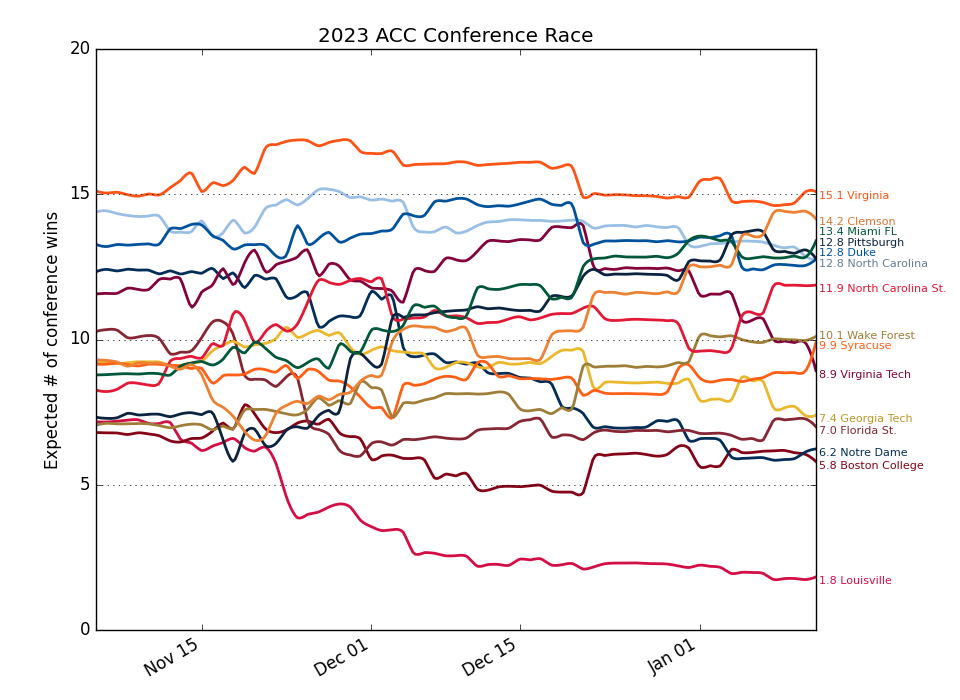 2023 ACC Conference Race
Expected # of conference wins
20
15
10
5
0
Nov 15
Dec 01
Dec 15
Jan 01
15.1 Virginia
14.2 Clemson
13.4 Miami FL
12.8 Pittsburgh
12.8 Duke
12.8 North Carolina
11.9 North Carolina St.
10.1 Wake Forest
9.9 Syracuse
8.9 Virginia Tech
7.4 Georgia Tech
7.0 Florida St.
6.2 Notre Dame
5.8 Boston College
1.8 Louisville